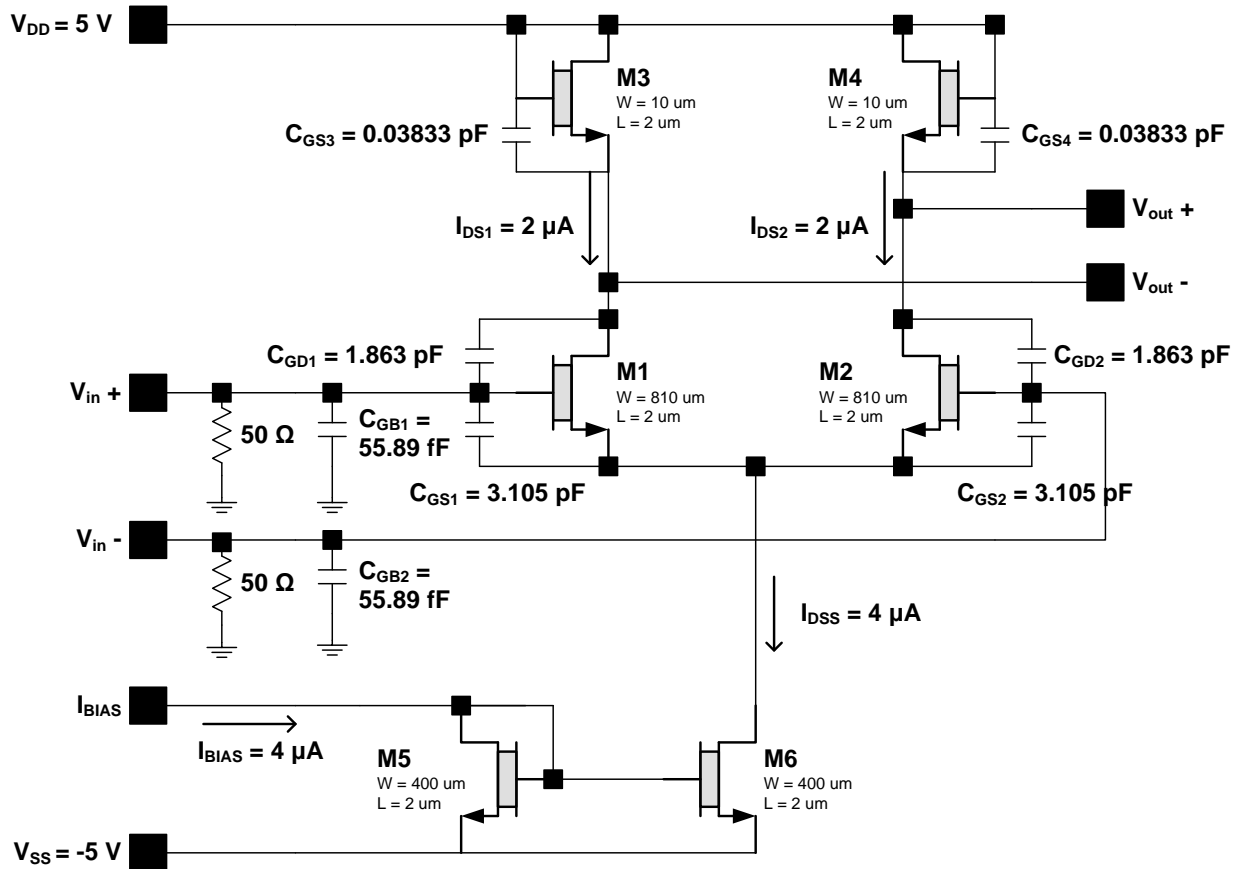 V_DD = 5 V
M3
W = 10 um
L = 2 um
M4
W = 10 um
L = 2 um
C_GS3 = 0.03833 pF
C_GS4 = 0.03833 pF
I_DS1 = 2 µA
I_DS2 = 2 µA
V_out +
V_out -
C_GD1 = 1.863 pF
C_GD2 = 1.863 pF
V_in +
M1
W = 810 um
L = 2 um
M2
W = 810 um
L = 2 um
50 Ω
C_GB1 =
55.89 fF
C_GS1 = 3.105 pF
C_GS2 = 3.105 pF
V_in -
50 Ω
C_GB2 =
55.89 fF
I_DSS = 4 µA
I_BIAS
I_BIAS = 4 µA
M5
W = 400 um
L = 2 um
M6
W = 400 um
L = 2 um
V_SS = -5 V